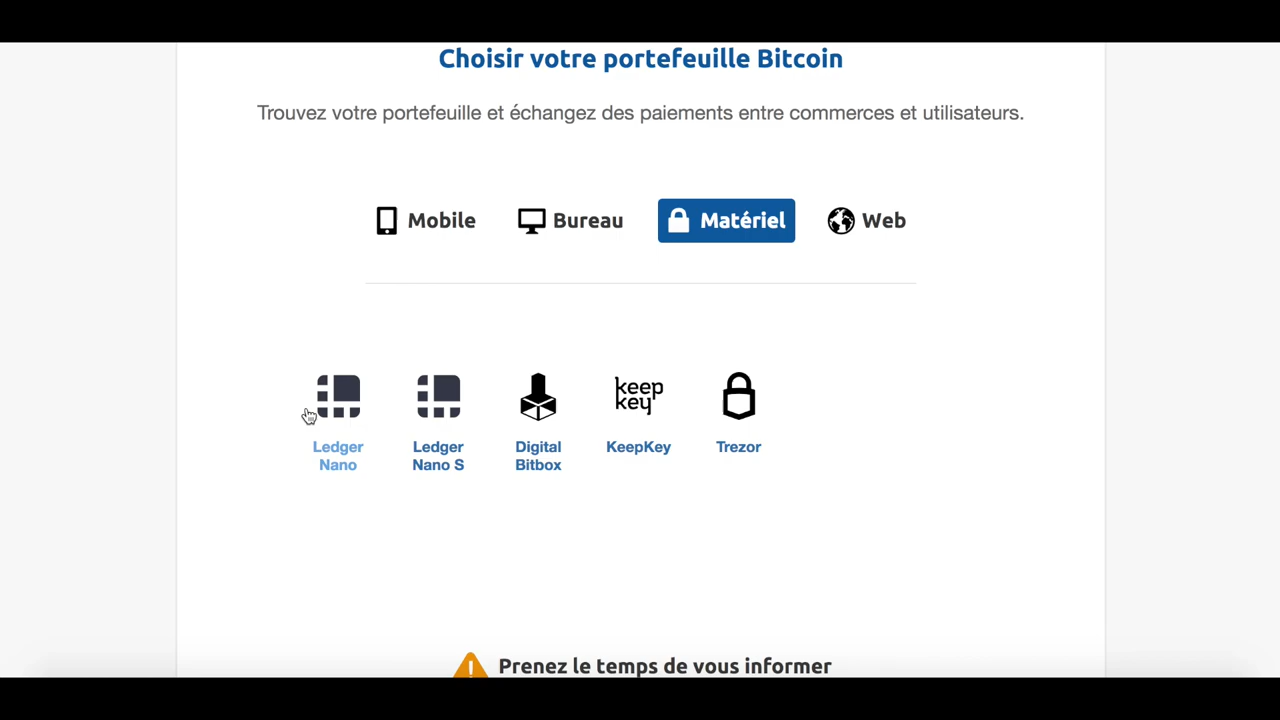 Choisir votre portefeuille Bitcoin
Trouvez votre portefeuille et échangez des paiements entre commerces et utilisateurs.
Mobile Bureau Matériel Web
keep
key
Ledger
Nano
Ledger
Nano S
Digital
Bitbox
KeepKey
Trezor
Prenez le temps de vous informer